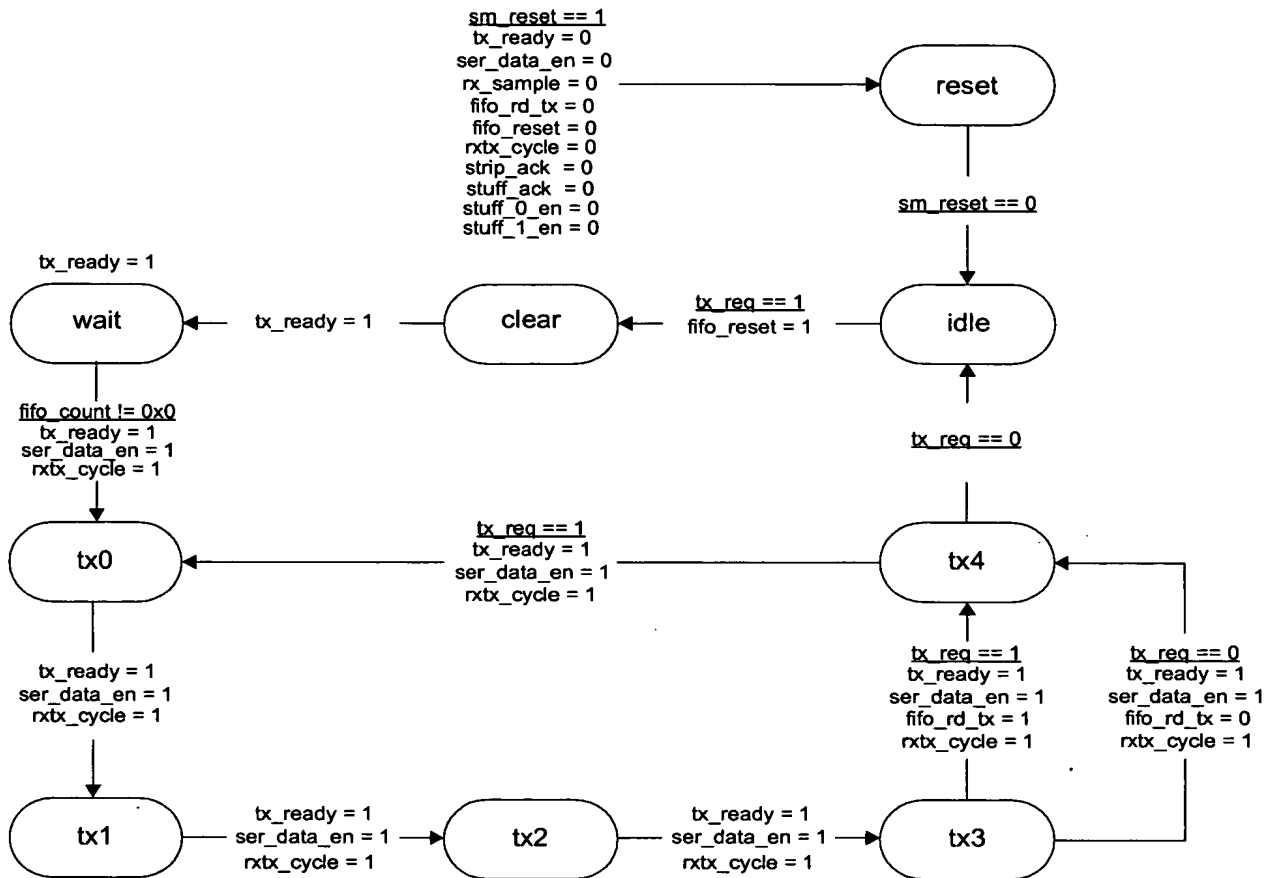 sm_reset == 1
tx_ready = 0
ser_data_en = 0
rx_sample = 0
fifo_rd_tx = 0
fifo_reset = 0
rxtx_cycle = 0
strip_ack = 0
stuff_ack = 0
stuff_0_en = 0
stuff_1_en = 0
reset
sm_reset == 0
tx_ready = 1
wait
tx_ready = 1
clear
tx_req == 1
fifo_reset = 1
idle
fifo_count != 0x0
tx_ready = 1
ser_data_en = 1
rxtx_cycle = 1
tx_req == 0
tx0
tx_req == 1
tx_ready = 1
ser_data_en = 1
rxtx_cycle = 1
tx4
tx_ready = 1
ser_data_en = 1
rxtx_cycle = 1
tx_req == 1
tx_ready = 1
ser_data_en = 1
fifo_rd_tx = 1
rxtx_cycle = 1
tx_req == 0
tx_ready = 1
ser_data_en = 1
fifo_rd_tx = 0
rxtx_cycle = 1
tx1
tx_ready = 1
ser_data_en = 1
rxtx_cycle = 1
tx2
tx_ready = 1
ser_data_en = 1
rxtx_cycle = 1
tx3